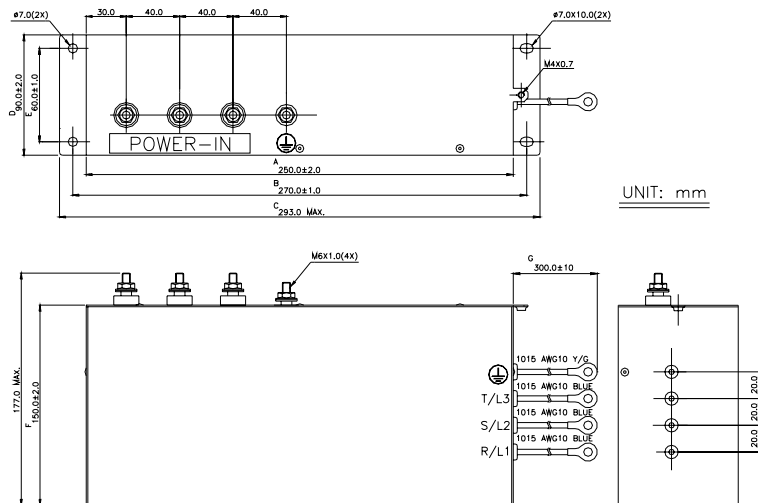 30.0 40.0 40.0 40.0
ø7.0(2X)
ø7.0X10.0(2X)
M4X0.7
D 90.0±2.0
E 60.0±1.0
POWER-IN
A 250.0±2.0
B 270.0±1.0
C 293.0 MAX.
UNIT: mm
M6X1.0(4X)
G 300.0±10
177.0 MAX.
F 150.0±2.0
1015 AWG10 Y/G
1015 AWG10 BLUE
T/L3
1015 AWG10 BLUE
S/L2
1015 AWG10 BLUE
R/L1
20.0
20.0
20.0